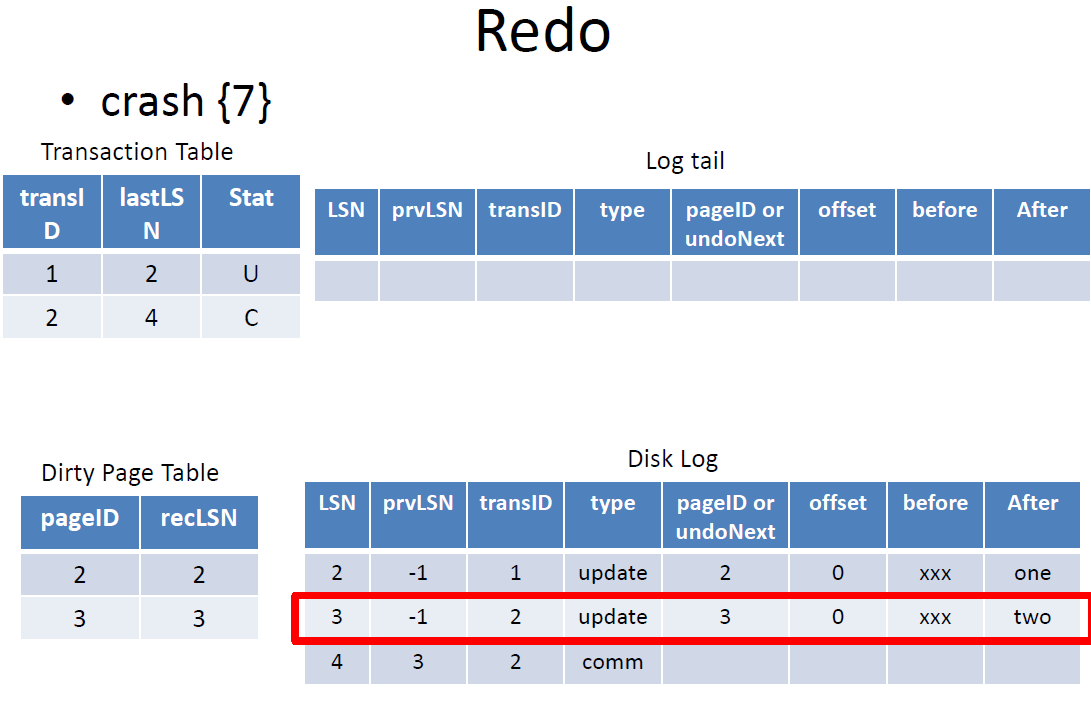 Redo
• crash {7}
Transaction Table
transI
D
lastLS
N
Stat
1 2 U
2 4 C
Log tail
LSN prvLSN transID type pageID or
undoNext offset before After
Dirty Page Table
pageID recLSN
2 2
3 3
Disk Log
LSN prvLSN transID type pageID or
undoNext offset before After
2 -1 1 update 2 0 xxx one
3 -1 2 update 3 0 xxx two
4 3 2 comm